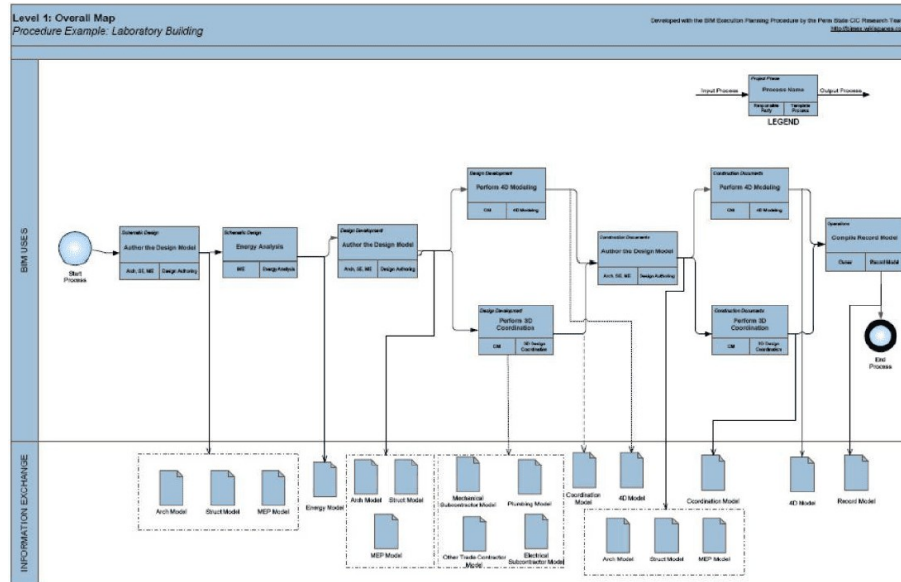 Level 1: Overall Map
Procedure Example: Laboratory Building
Developed with the BIM Execution Planning Procedure by the Penn State CIC Research Team
BIM USES
Project Phase
Process Name
Responsible
Party
Template
Process
Input Process
Output Process
LEGEND
Start
Process
Schematic Design
Author the Design Model
Arch, SE, ME
Design Authoring
Schematic Design
Energy Analysis
ME
Energy Analysis
Design Development
Author the Design Model
Arch, SE, ME
Design Authoring
Design Development
Perform 4D Modeling
CM
4D Modeling
Design Development
Perform 3D
Coordination
CM
3D Design
Coordination
Construction Documents
Author the Design Model
Arch, SE, ME
Design Authoring
Construction Documents
Perform 4D Modeling
CM
4D Modeling
Construction Documents
Perform 3D
Coordination
CM
3D Design
Coordination
Operations
Compile Record Model
Owner
Record Model
End
Process
INFORMATION EXCHANGE
Arch Model
Struct Model
MEP Model
Energy Model
Arch Model
Struct Model
MEP Model
Mechanical
Subcontractor Model
Plumbing Model
Other Trade Contractor
Model
Electrical
Subcontractor Model
Coordination
Model
4D Model
Arch Model
Struct Model
MEP Model
Coordination Model
4D Model
Record Model